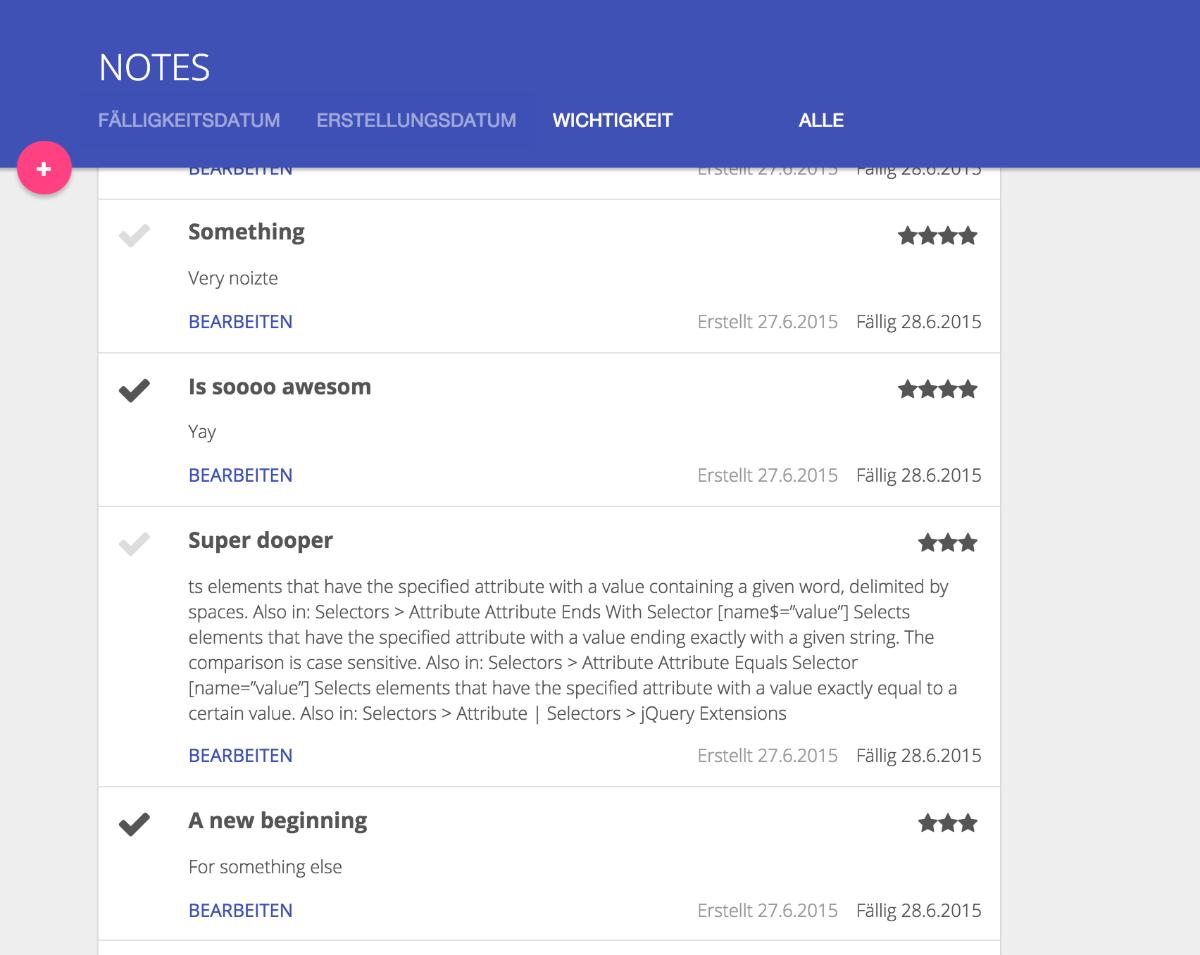 NOTES
FÄLLIGKEITSDATUM ERSTELLUNGSDATUM WICHTIGKEIT ALLE
+
BEARBEITEN Erstellt 27.6.2015 Fällig 28.6.2015
Something
Very noizte
BEARBEITEN Erstellt 27.6.2015 Fällig 28.6.2015
Is soooo awesom
Yay
BEARBEITEN Erstellt 27.6.2015 Fällig 28.6.2015
Super dooper
ts elements that have the specified attribute with a value containing a given word, delimited by
spaces. Also in: Selectors > Attribute Attribute Ends With Selector [name$="value"] Selects
elements that have the specified attribute with a value ending exactly with a given string. The
comparison is case sensitive. Also in: Selectors > Attribute Attribute Equals Selector
[name="value"] Selects elements that have the specified attribute with a value exactly equal to a
certain value. Also in: Selectors > Attribute | Selectors > jQuery Extensions
BEARBEITEN Erstellt 27.6.2015 Fällig 28.6.2015
A new beginning
For something else
BEARBEITEN Erstellt 27.6.2015 Fällig 28.6.2015